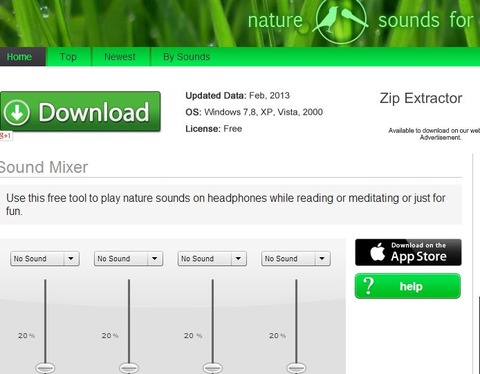 nature sounds for
Home Top Newest By Sounds
Download
Updated Data: Feb, 2013
OS: Windows 7,8, XP, Vista, 2000
License: Free
Zip Extractor
Available to download on our web
Advertisement.
g+1
Sound Mixer
Use this free tool to play nature sounds on headphones while reading or meditating or just for
fun.
No Sound No Sound No Sound No Sound
Download on the
App Store
? help
20 % 20 % 20 % 20 %